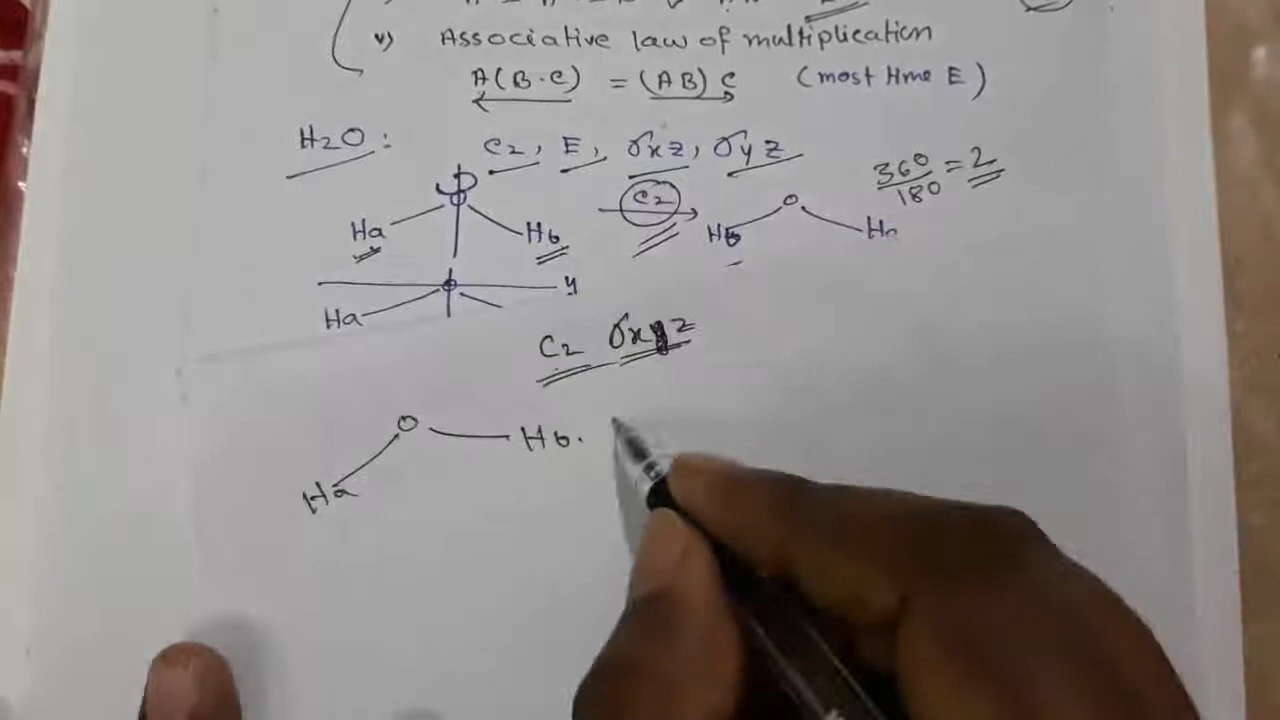 v) Associative law of multiplication
A(B·C) = (AB) C (most time E)
H2O : C2, E, σxz, σyz
360/180 = 2
Ha Hb C2 Hb O Ha
y
Ha
C2 σxyz
O
Ha Hb.